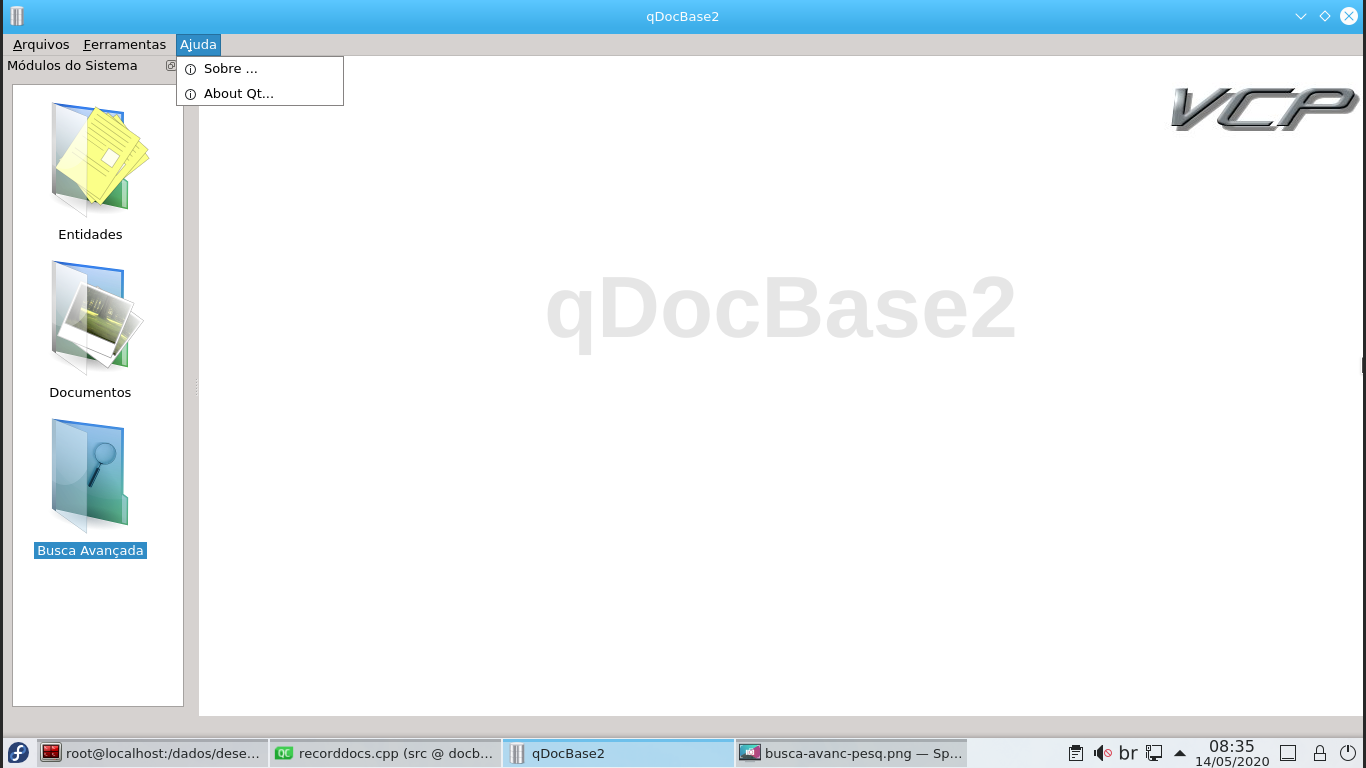 qDocBase2
Arquivos Ferramentas Ajuda
Módulos do Sistema
Sobre ...
About Qt...
VCP
Entidades
qDocBase2
Documentos
Busca Avançada
root@localhost:/dados/dese...
recorddocs.cpp (src @ docb...
qDocBase2
busca-avanc-pesq.png — Sp...
br
08:35
14/05/2020
QC